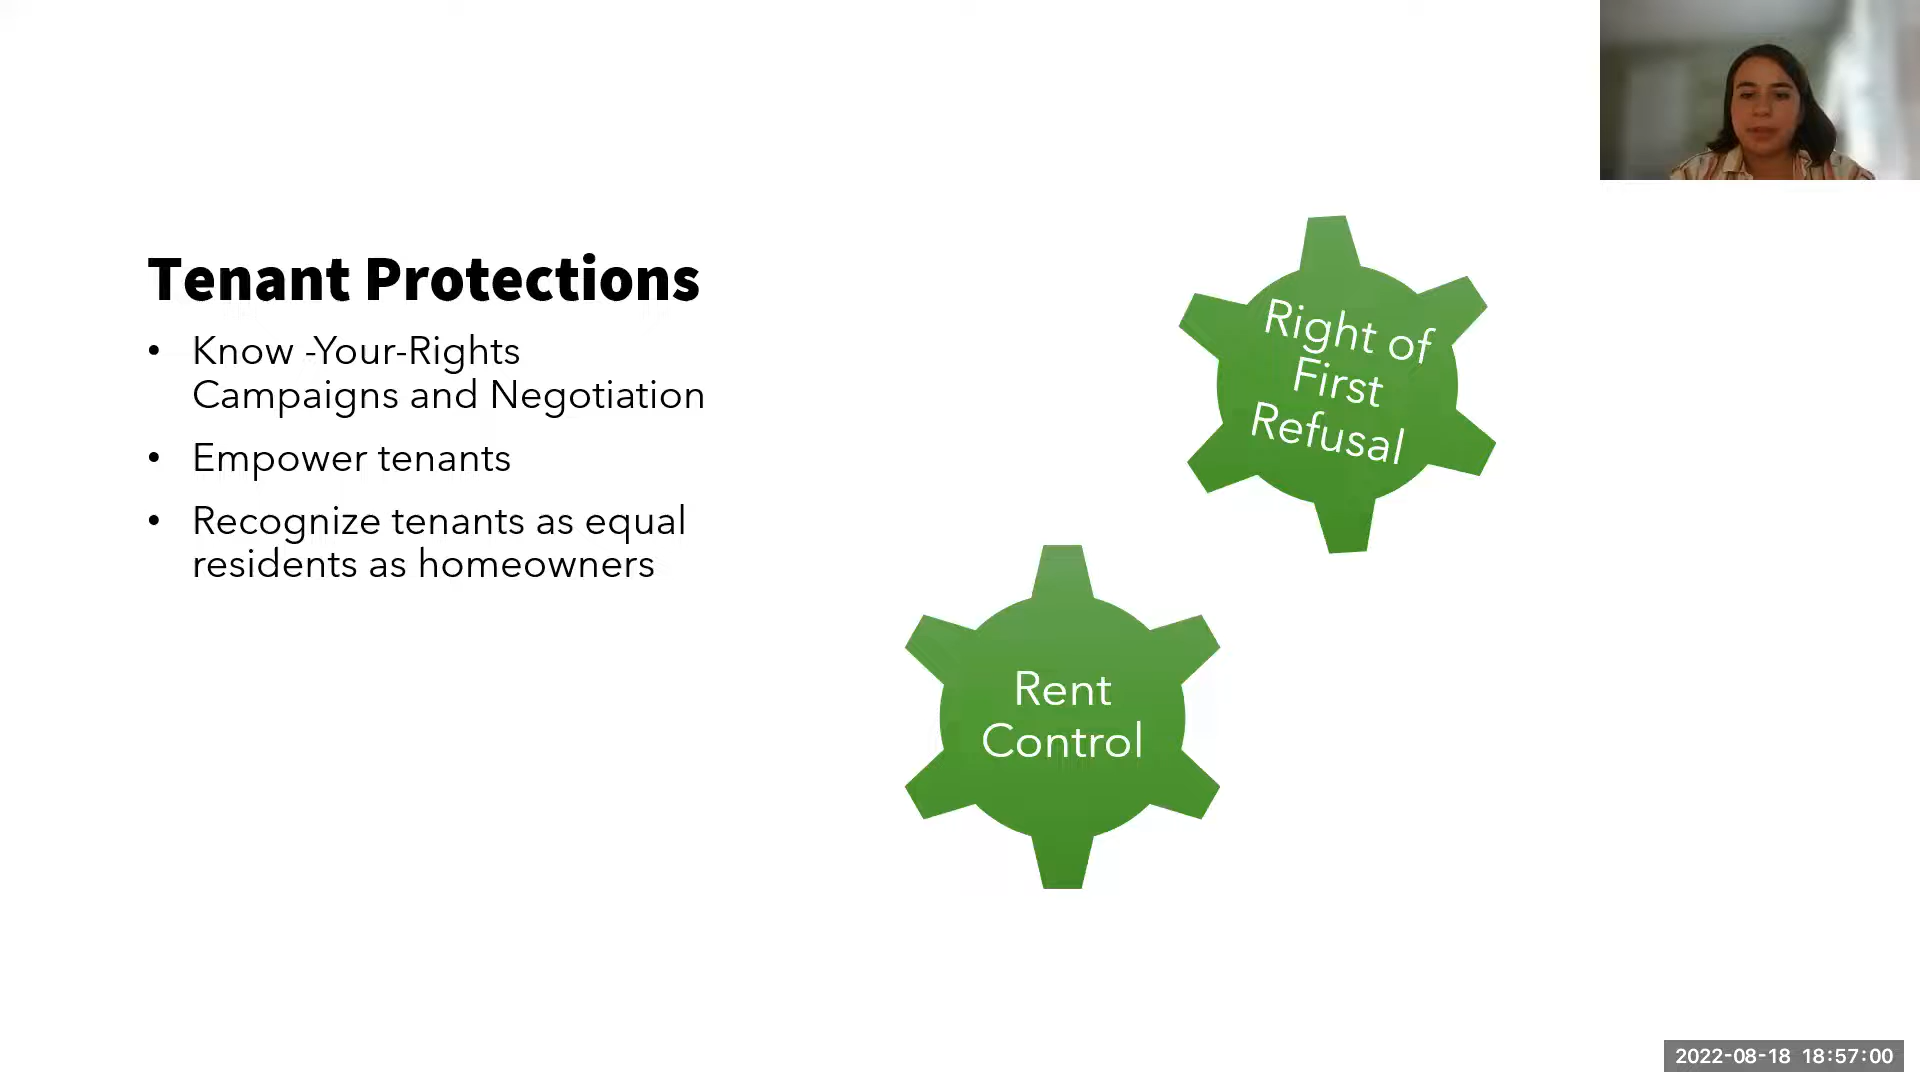 Tenant Protections
• Know -Your-Rights
Campaigns and Negotiation
• Empower tenants
• Recognize tenants as equal
residents as homeowners
Right of
First
Refusal
Rent
Control
2022-08-18 18:57:00